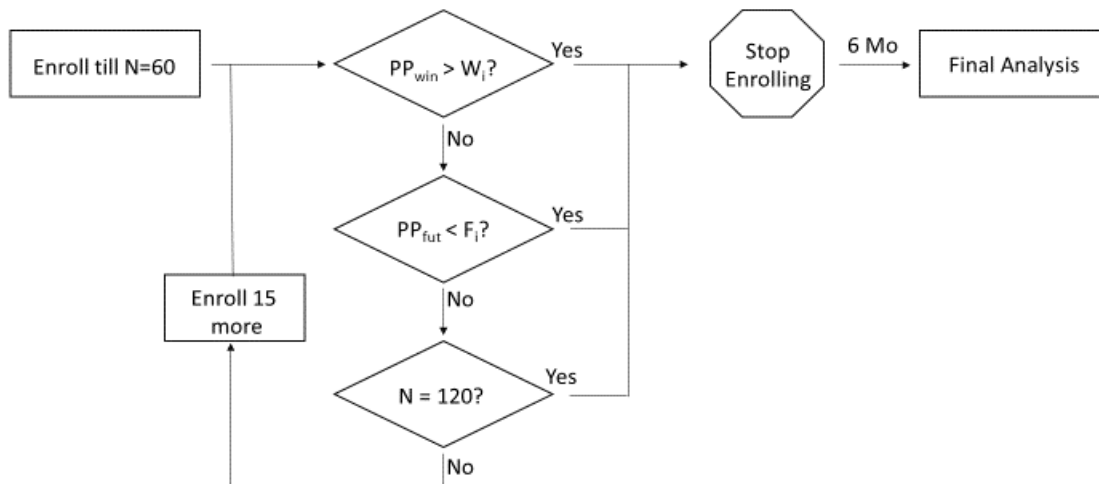 Enroll till N=60
PPwin > Wi?
Yes
Stop
Enrolling
6 Mo
Final Analysis
No
PPfut < Fi?
Yes
No
Enroll 15
more
N = 120?
Yes
No